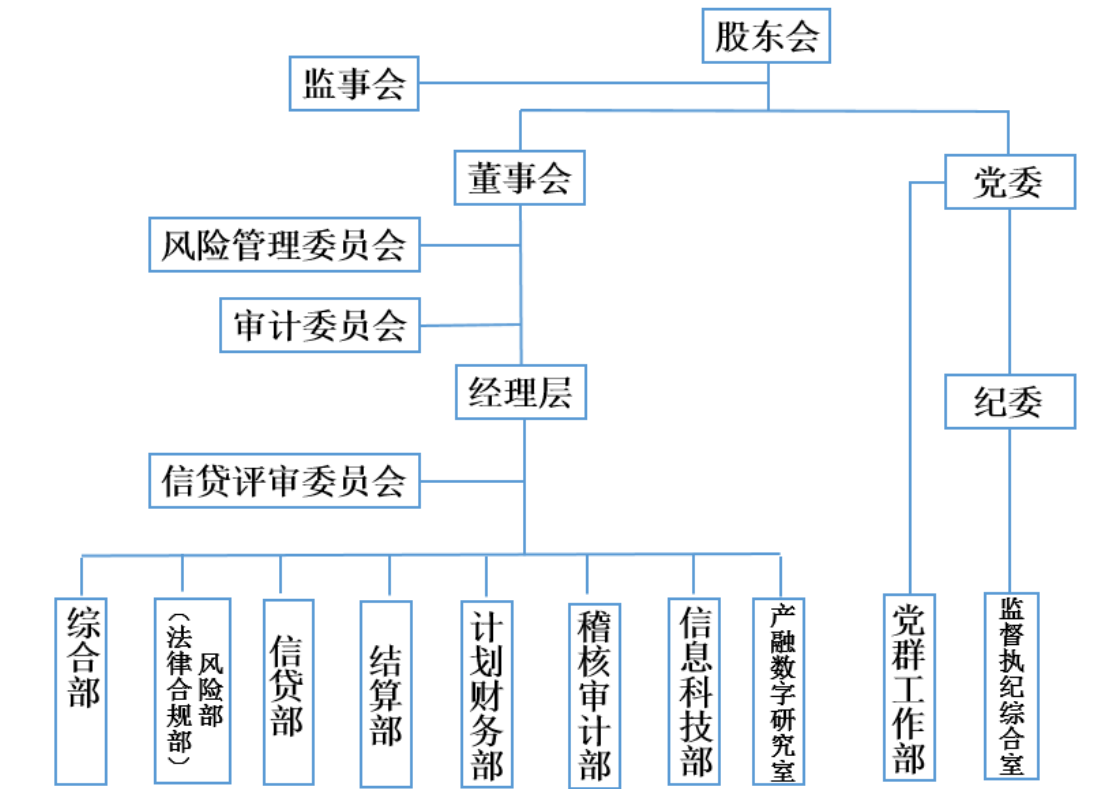 股东会
监事会
董事会
党委
风险管理委员会
审计委员会
经理层
纪委
信贷评审委员会
综合部
风险部
（法律合规部）
信贷部
结算部
计划财务部
稽核审计部
信息科技部
产融数字研究室
党群工作部
监督执纪综合室